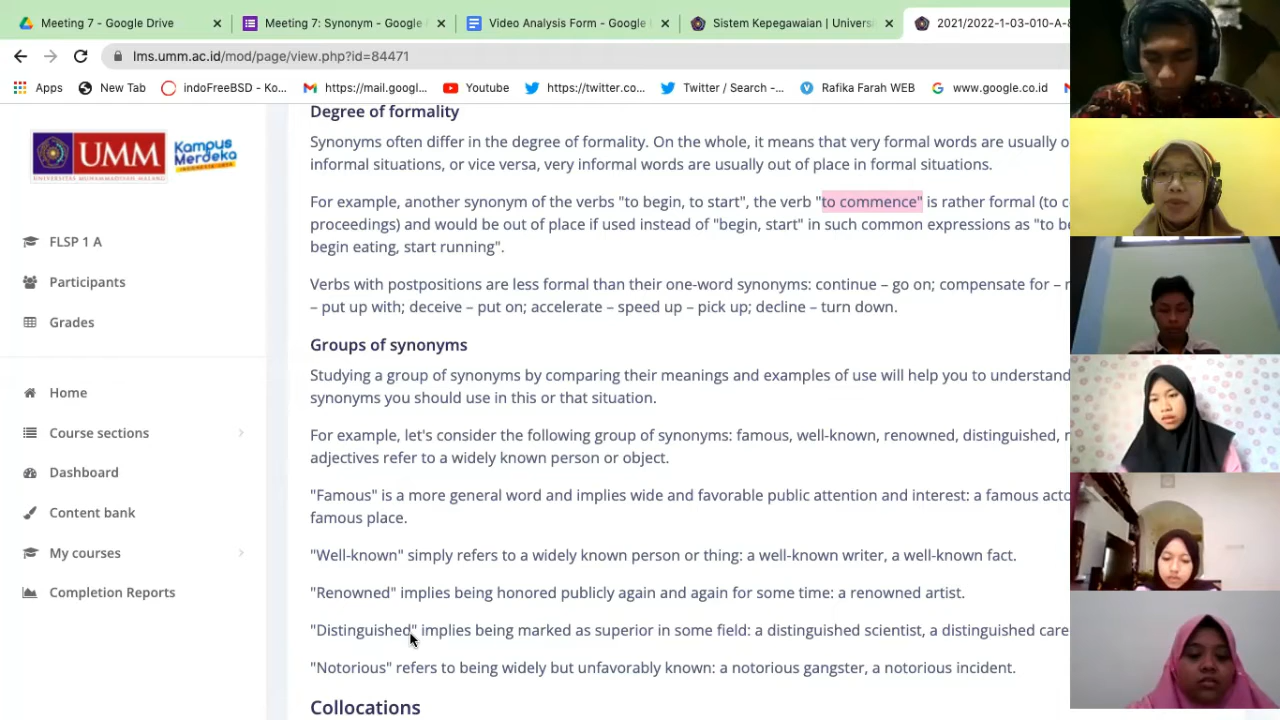 Meeting 7 - Google Drive
Meeting 7: Synonym - Google
Video Analysis Form - Google
Sistem Kepegawaian | Univers
2021/2022-1-03-010-A-
lms.umm.ac.id/mod/page/view.php?id=84471
Apps
New Tab
indoFreeBSD - Ko...
https://mail.googl...
Youtube
https://twitter.co...
Twitter / Search -...
Rafika Farah WEB
www.google.co.id
UMM
UNIVERSITAS MUHAMMADIYAH MALANG
Kampus
Merdeka
INDONESIA JAYA
FLSP 1 A
Participants
Grades
Home
Course sections
Dashboard
Content bank
My courses
Completion Reports
Degree of formality
Synonyms often differ in the degree of formality. On the whole, it means that very formal words are usually o
informal situations, or vice versa, very informal words are usually out of place in formal situations.
For example, another synonym of the verbs "to begin, to start", the verb "to commence" is rather formal (to c
proceedings) and would be out of place if used instead of "begin, start" in such common expressions as "to be
begin eating, start running".
Verbs with postpositions are less formal than their one-word synonyms: continue – go on; compensate for –
– put up with; deceive – put on; accelerate – speed up – pick up; decline – turn down.
Groups of synonyms
Studying a group of synonyms by comparing their meanings and examples of use will help you to understand
synonyms you should use in this or that situation.
For example, let's consider the following group of synonyms: famous, well-known, renowned, distinguished,
adjectives refer to a widely known person or object.
"Famous" is a more general word and implies wide and favorable public attention and interest: a famous acto
famous place.
"Well-known" simply refers to a widely known person or thing: a well-known writer, a well-known fact.
"Renowned" implies being honored publicly again and again for some time: a renowned artist.
"Distinguished" implies being marked as superior in some field: a distinguished scientist, a distinguished care
"Notorious" refers to being widely but unfavorably known: a notorious gangster, a notorious incident.
Collocations